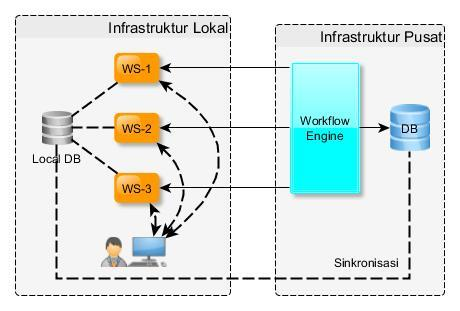 Infrastruktur Lokal
Infrastruktur Pusat
WS-1
WS-2
WS-3
Local DB
Workflow
Engine
DB
Sinkronisasi